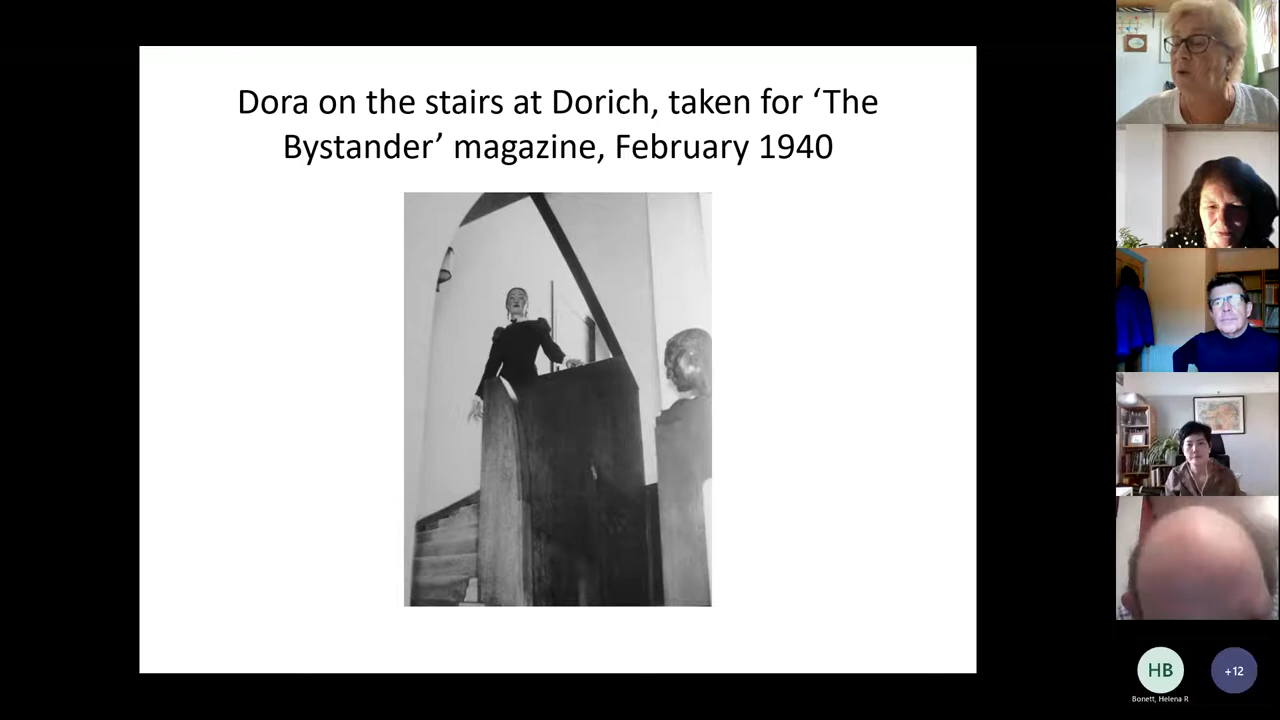 Dora on the stairs at Dorich, taken for ‘The
Bystander’ magazine, February 1940
HB
+12
Bonett, Helena R